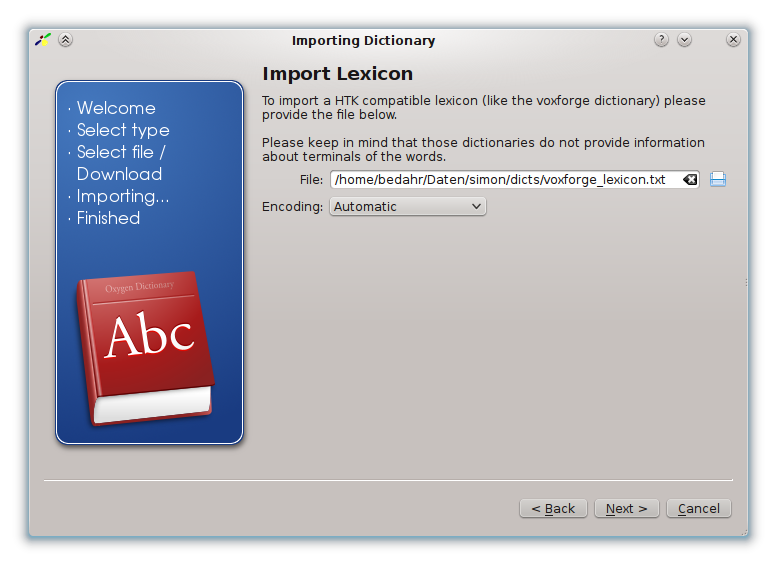 Importing Dictionary
· Welcome
· Select type
· Select file /
Download
· Importing...
· Finished
Oxygen Dictionary
Abc
Import Lexicon
To import a HTK compatible lexicon (like the voxforge dictionary) please
provide the file below.
Please keep in mind that those dictionaries do not provide information
about terminals of the words.
File: /home/bedahr/Daten/simon/dicts/voxforge_lexicon.txt
Encoding: Automatic
< Back Next > Cancel